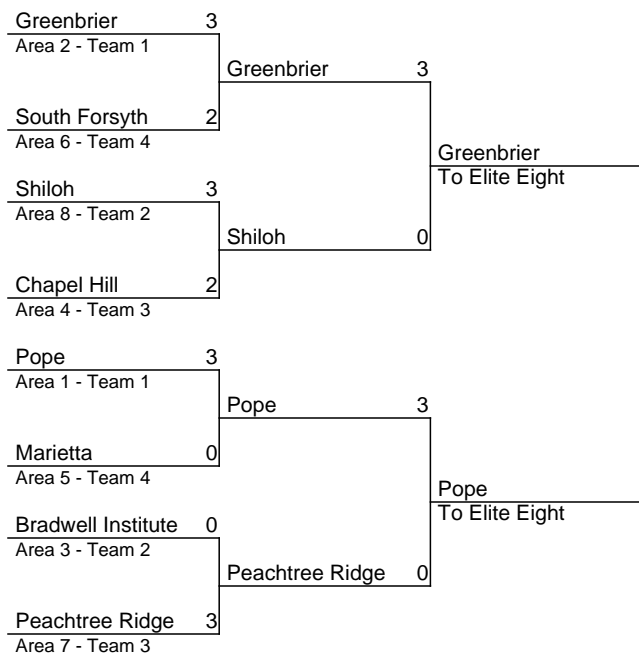 Greenbrier 3
Area 2 - Team 1
Greenbrier 3
South Forsyth 2
Area 6 - Team 4
Greenbrier
To Elite Eight
Shiloh 3
Area 8 - Team 2
Shiloh 0
Chapel Hill 2
Area 4 - Team 3
Pope 3
Area 1 - Team 1
Pope 3
Marietta 0
Area 5 - Team 4
Pope
To Elite Eight
Bradwell Institute 0
Area 3 - Team 2
Peachtree Ridge 0
Peachtree Ridge 3
Area 7 - Team 3